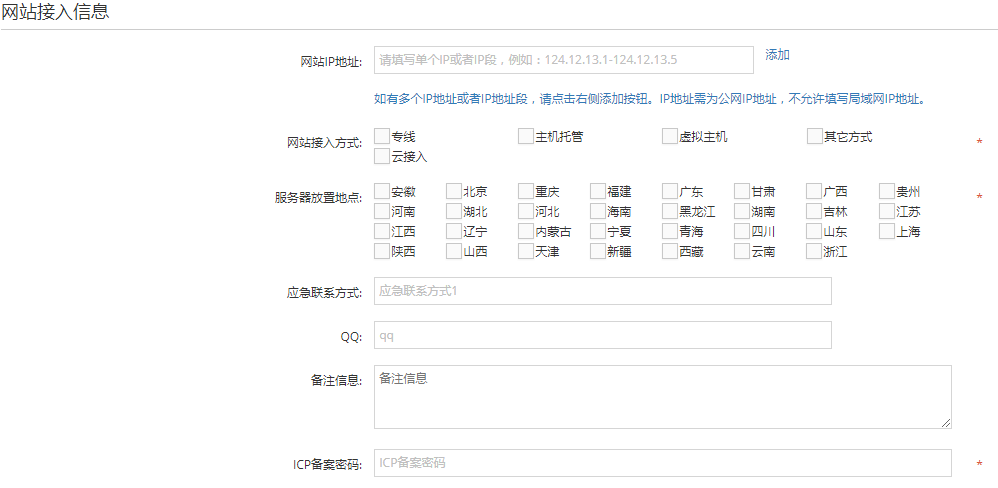 网站接入信息
网站IP地址: 请填写单个IP或者IP段，例如：124.12.13.1-124.12.13.5 添加
如有多个IP地址或者IP地址段，请点击右侧添加按钮。IP地址需为公网IP地址，不允许填写局域网IP地址。
网站接入方式: 专线 主机托管 虚拟主机 其它方式 *
云接入
服务器放置地点: 安徽 北京 重庆 福建 广东 甘肃 广西 贵州 *
河南 湖北 河北 海南 黑龙江 湖南 吉林 江苏
江西 辽宁 内蒙古 宁夏 青海 四川 山东 上海
陕西 山西 天津 新疆 西藏 云南 浙江
应急联系方式: 应急联系方式1
QQ: qq
备注信息: 备注信息
ICP备案密码: ICP备案密码 *